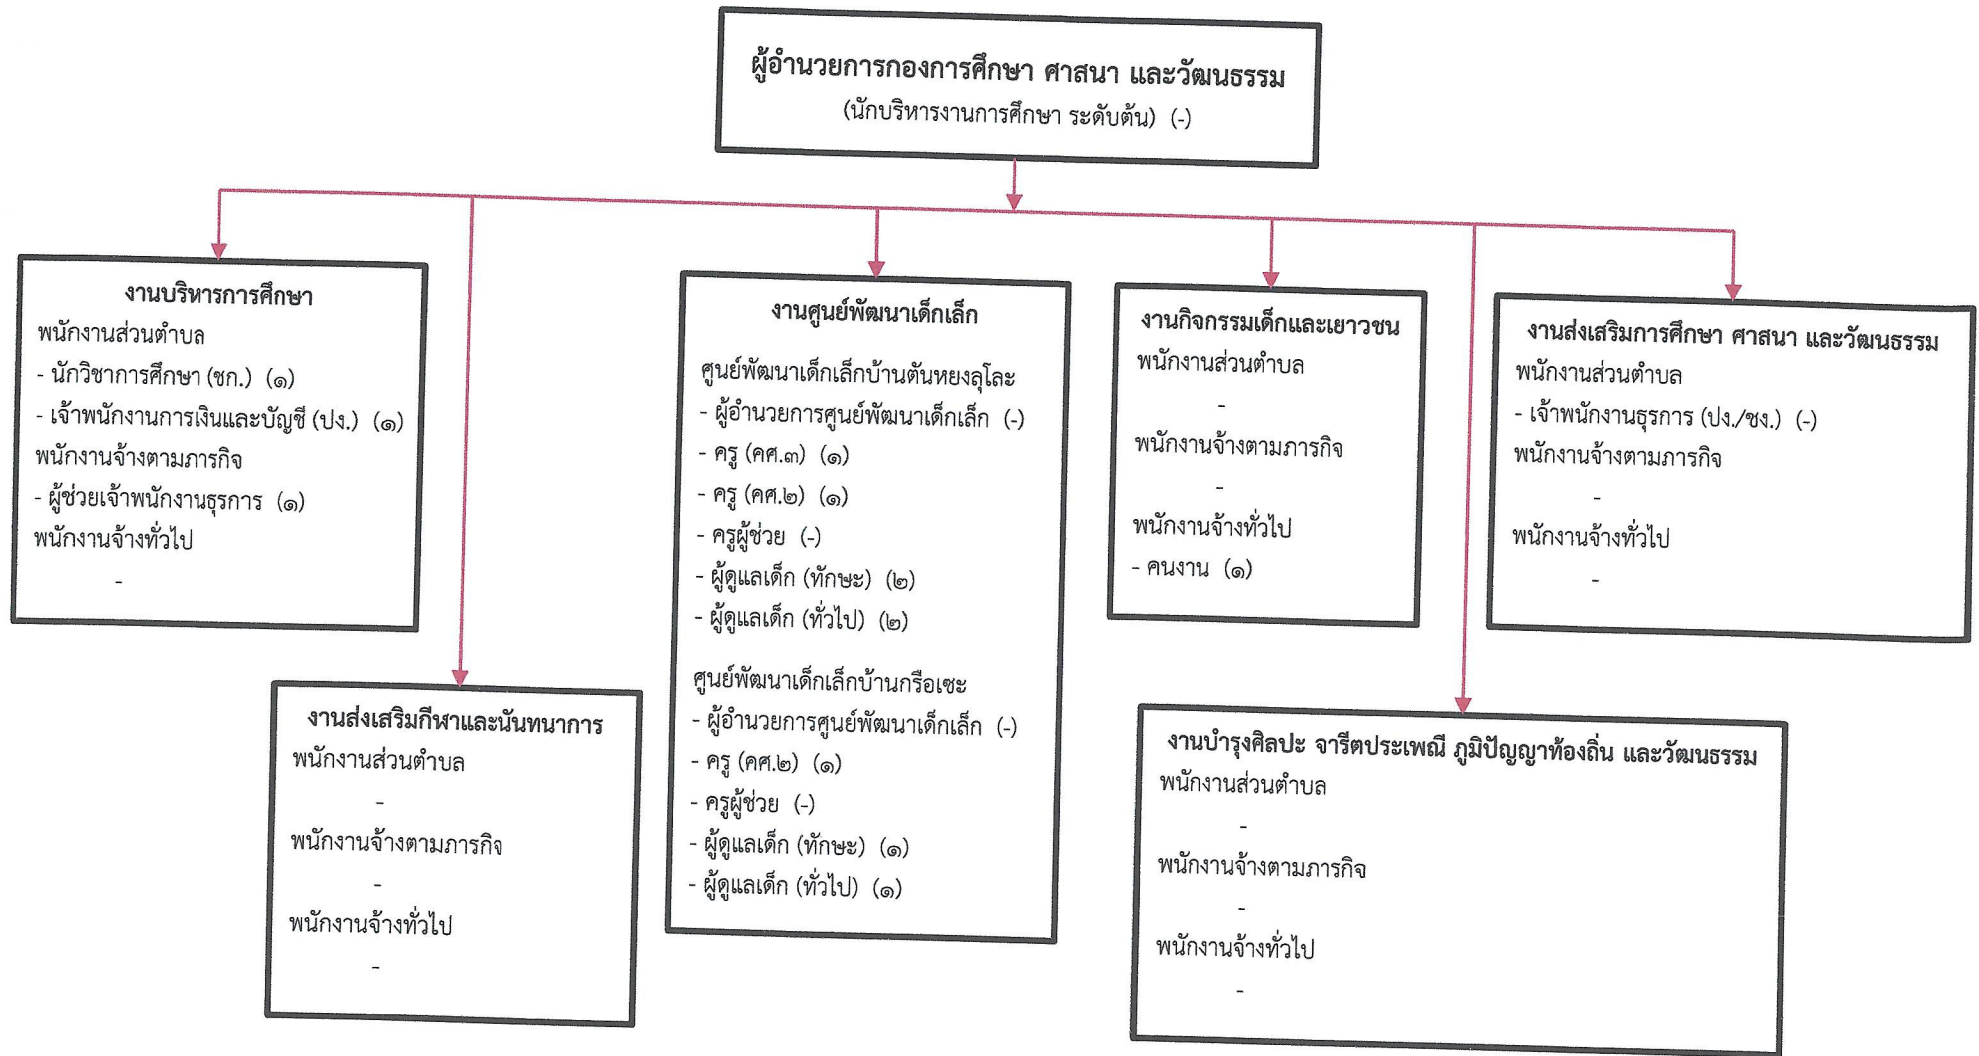 ผู้อำนวยการกองการศึกษา ศาสนา และวัฒนธรรม
(นักบริหารงานการศึกษา ระดับต้น) (-)
งานบริหารการศึกษา
พนักงานส่วนตำบล
- นักวิชาการศึกษา (ชก.) (๑)
- เจ้าพนักงานการเงินและบัญชี (ปง.) (๑)
พนักงานจ้างตามภารกิจ
- ผู้ช่วยเจ้าพนักงานธุรการ (๑)
พนักงานจ้างทั่วไป
-
งานศูนย์พัฒนาเด็กเล็ก
ศูนย์พัฒนาเด็กเล็กบ้านตันหยงลุโละ
- ผู้อำนวยการศูนย์พัฒนาเด็กเล็ก (-)
- ครู (คศ.๓) (๑)
- ครู (คศ.๒) (๑)
- ครูผู้ช่วย (-)
- ผู้ดูแลเด็ก (ทักษะ) (๒)
- ผู้ดูแลเด็ก (ทั่วไป) (๒)
ศูนย์พัฒนาเด็กเล็กบ้านกรือเซะ
- ผู้อำนวยการศูนย์พัฒนาเด็กเล็ก (-)
- ครู (คศ.๒) (๑)
- ครูผู้ช่วย (-)
- ผู้ดูแลเด็ก (ทักษะ) (๑)
- ผู้ดูแลเด็ก (ทั่วไป) (๑)
งานกิจกรรมเด็กและเยาวชน
พนักงานส่วนตำบล
-
พนักงานจ้างตามภารกิจ
-
พนักงานจ้างทั่วไป
- คนงาน (๑)
งานส่งเสริมการศึกษา ศาสนา และวัฒนธรรม
พนักงานส่วนตำบล
- เจ้าพนักงานธุรการ (ปง./ชง.) (-)
พนักงานจ้างตามภารกิจ
-
พนักงานจ้างทั่วไป
-
งานส่งเสริมกีฬาและนันทนาการ
พนักงานส่วนตำบล
-
พนักงานจ้างตามภารกิจ
-
พนักงานจ้างทั่วไป
-
งานบำรุงศิลปะ จารีตประเพณี ภูมิปัญญาท้องถิ่น และวัฒนธรรม
พนักงานส่วนตำบล
-
พนักงานจ้างตามภารกิจ
-
พนักงานจ้างทั่วไป
-